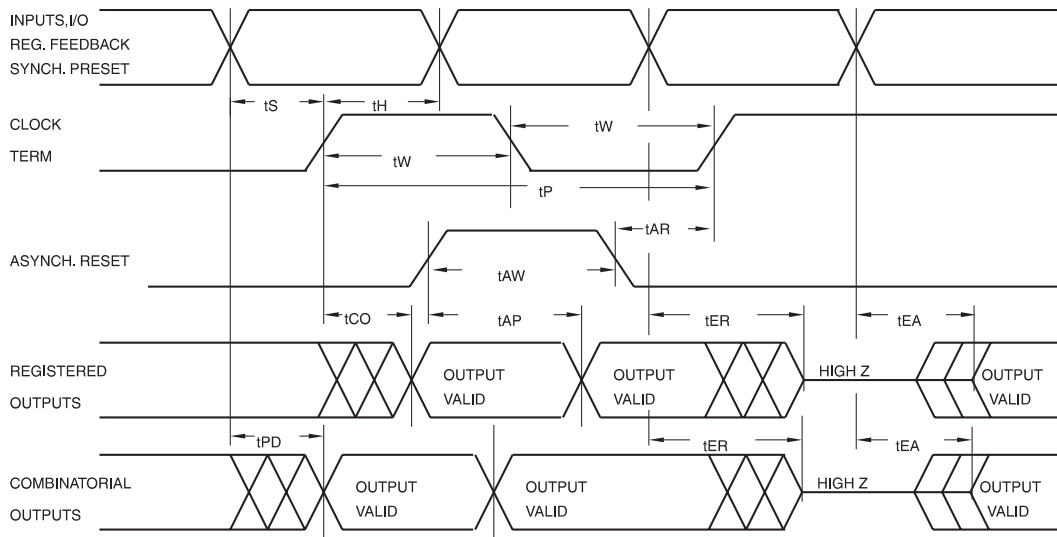 INPUTS,I/O
REG. FEEDBACK
SYNCH. PRESET
tS
tH
CLOCK
TERM
tW
tW
tP
tAR
ASYNCH. RESET
tAW
tCO
tAP
tER
tEA
REGISTERED
OUTPUTS
OUTPUT
VALID
OUTPUT
VALID
HIGH Z
OUTPUT
VALID
tPD
tER
tEA
COMBINATORIAL
OUTPUTS
OUTPUT
VALID
OUTPUT
VALID
HIGH Z
OUTPUT
VALID